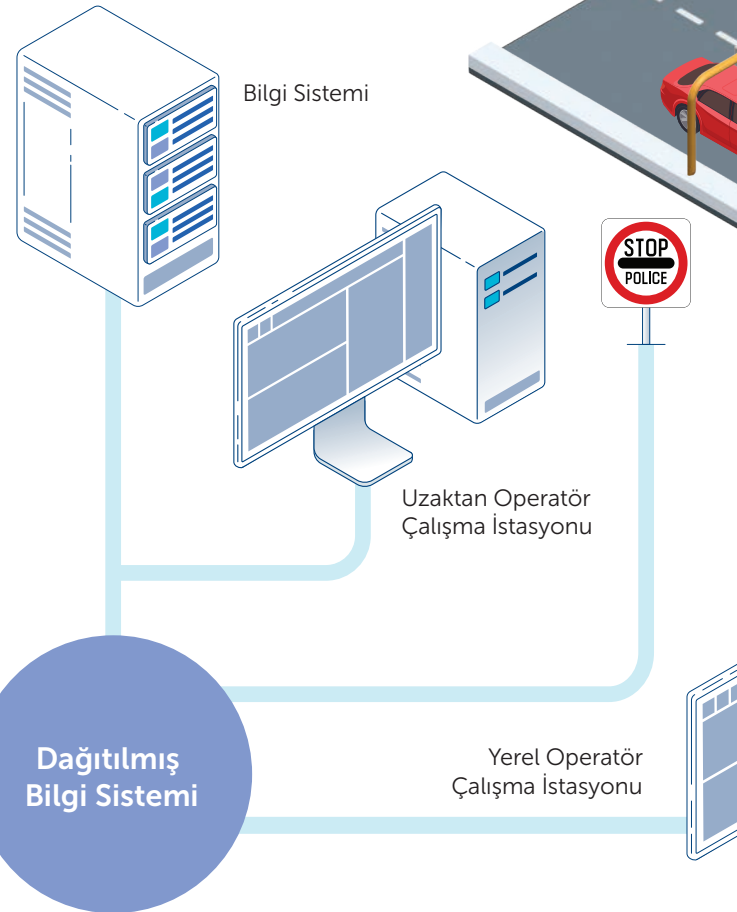 Bilgi Sistemi
STOP
POLICE
Uzaktan Operatör
Çalışma İstasyonu
Dağıtılmış
Bilgi Sistemi
Yerel Operatör
Çalışma İstasyonu